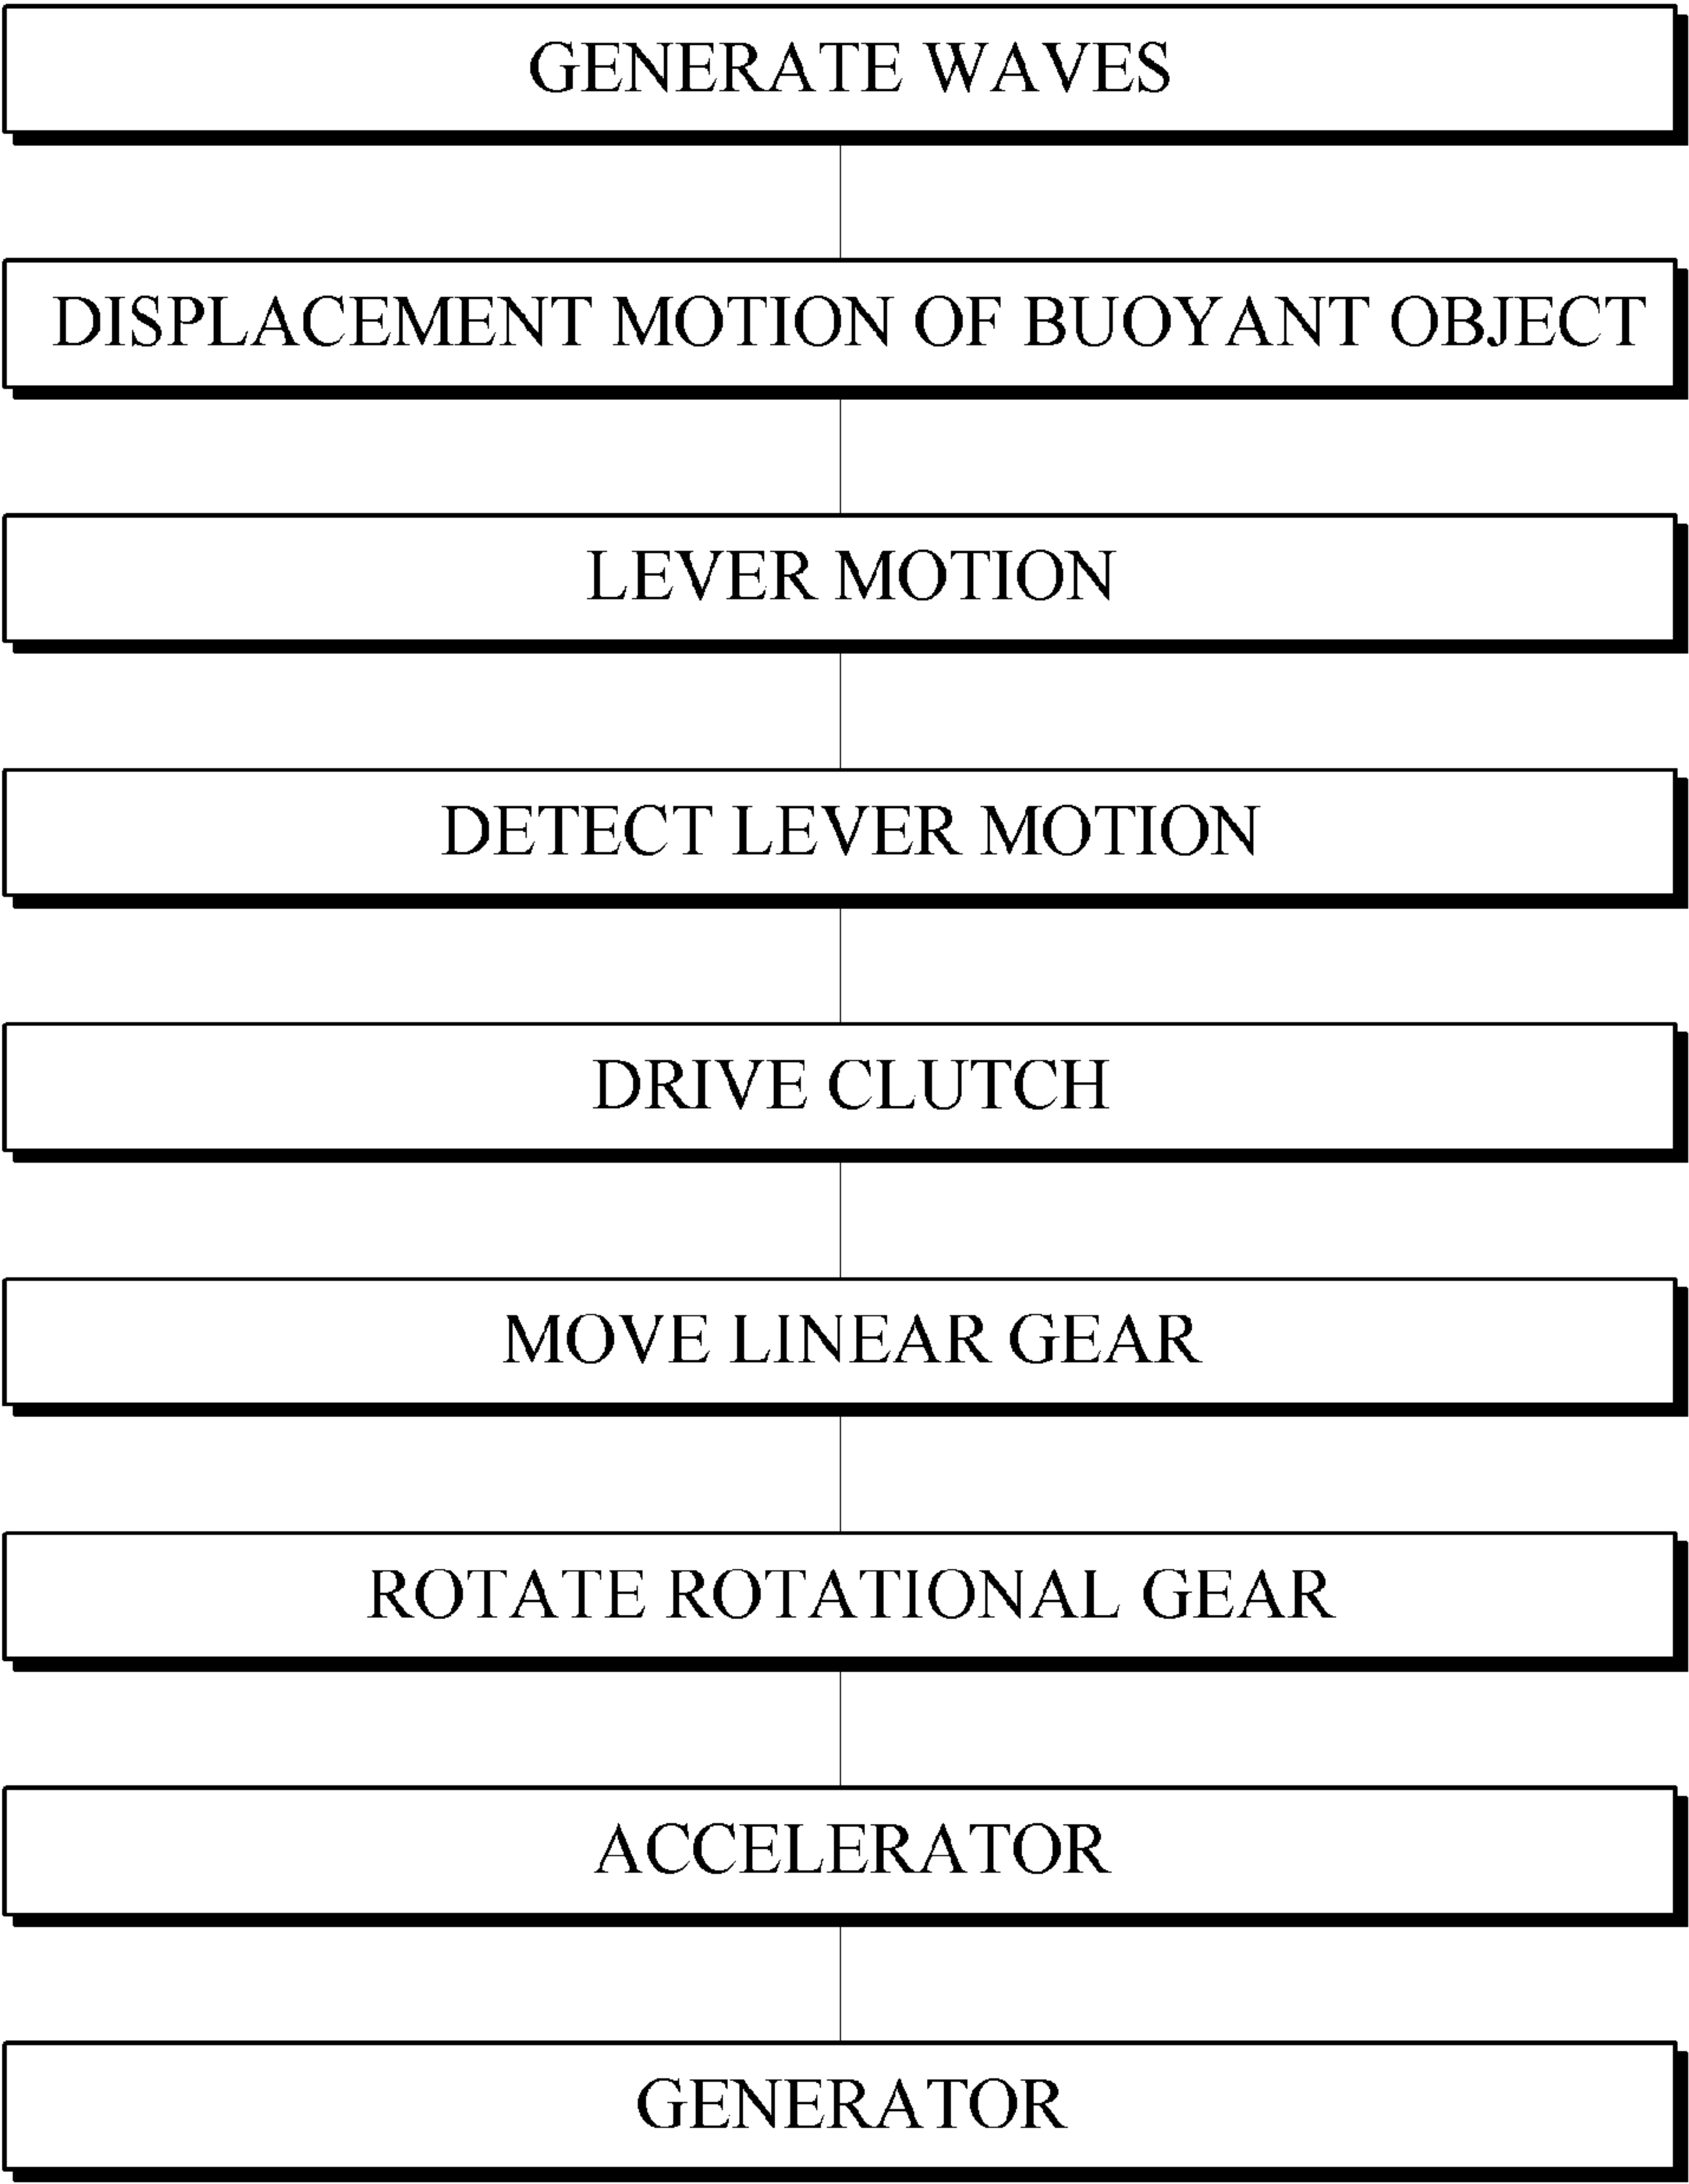 GENERATE WAVES
DISPLACEMENT MOTION OF BUOYANT OBJECT
LEVER MOTION
DETECT LEVER MOTION
DRIVE CLUTCH
MOVE LINEAR GEAR
ROTATE ROTATIONAL GEAR
ACCELERATOR
GENERATOR